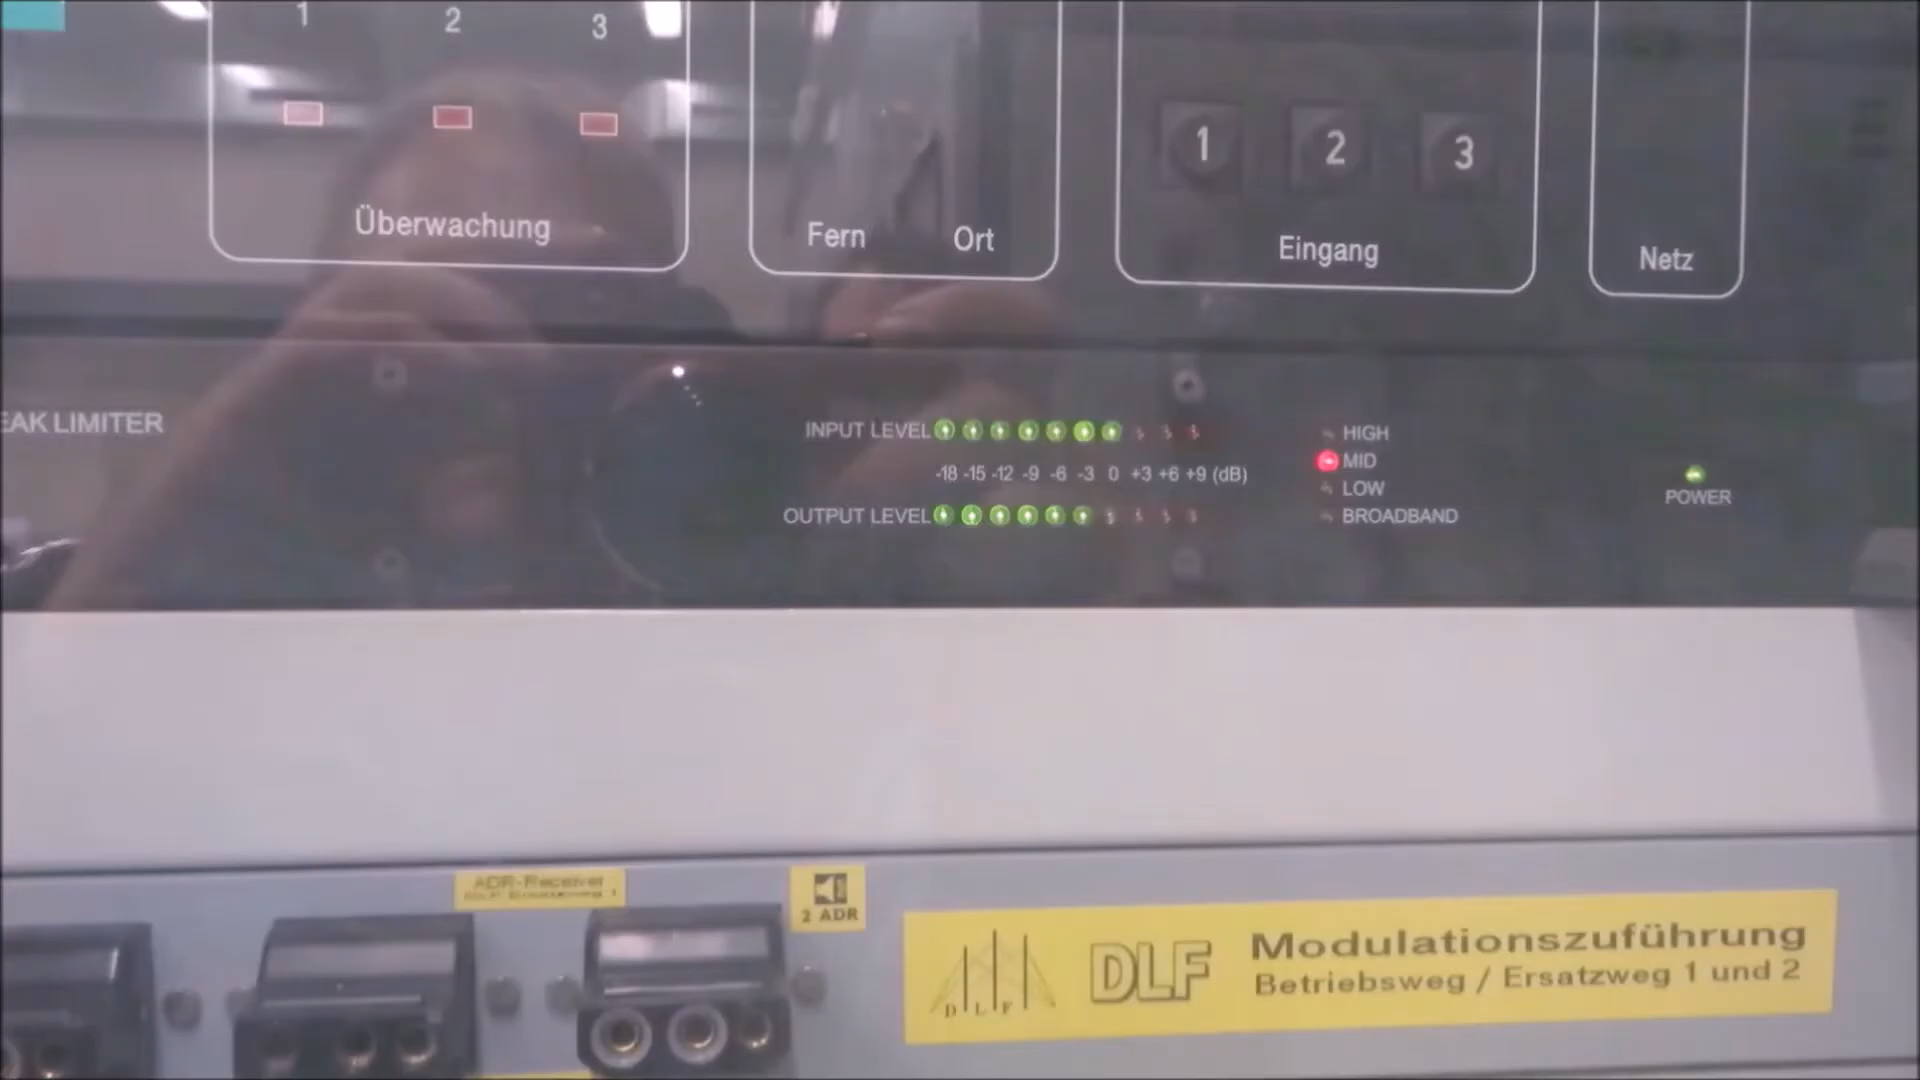 1 2 3
Überwachung
Fern Ort
1 2 3
Eingang
Netz
EAK LIMITER
INPUT LEVEL
-18 -15 -12 -9 -6 -3 0 +3 +6 +9 (dB)
OUTPUT LEVEL
HIGH
MID
LOW
BROADBAND
POWER
ADR-Receiver
2 ADR
D L F
DLF
Modulationszuführung
Betriebsweg / Ersatzweg 1 und 2